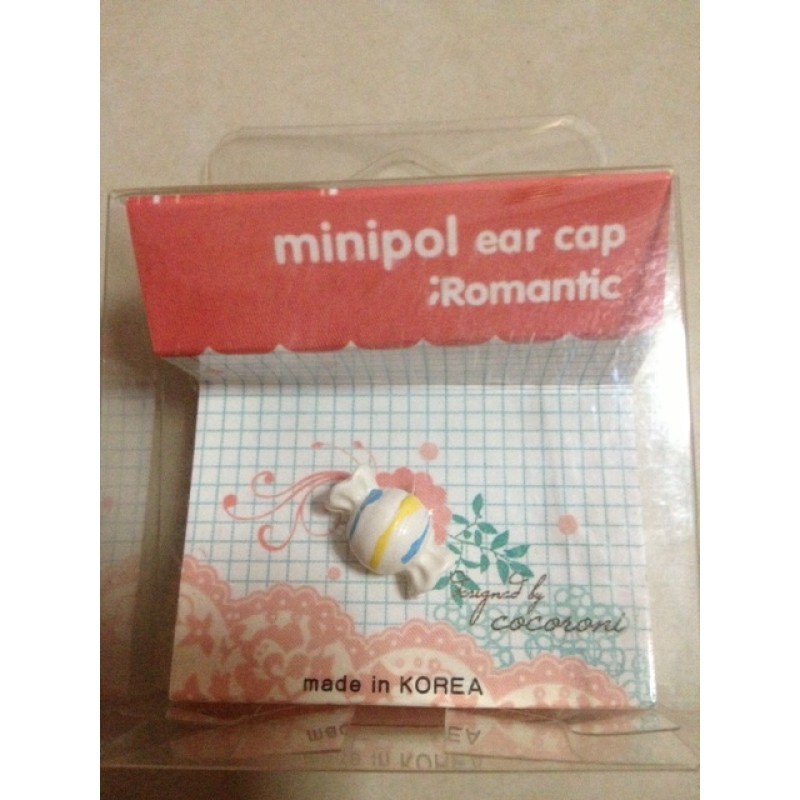 minipol ear cap
;Romantic
Designed by
cocoroni
made in KOREA